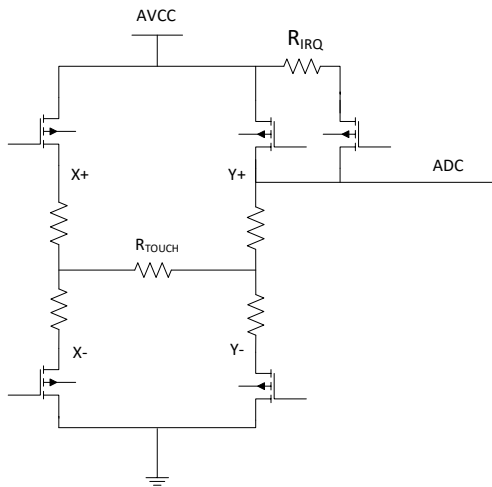 AVCC
RIRQ
ADC
X+
Y+
RTOUCH
X-
Y-